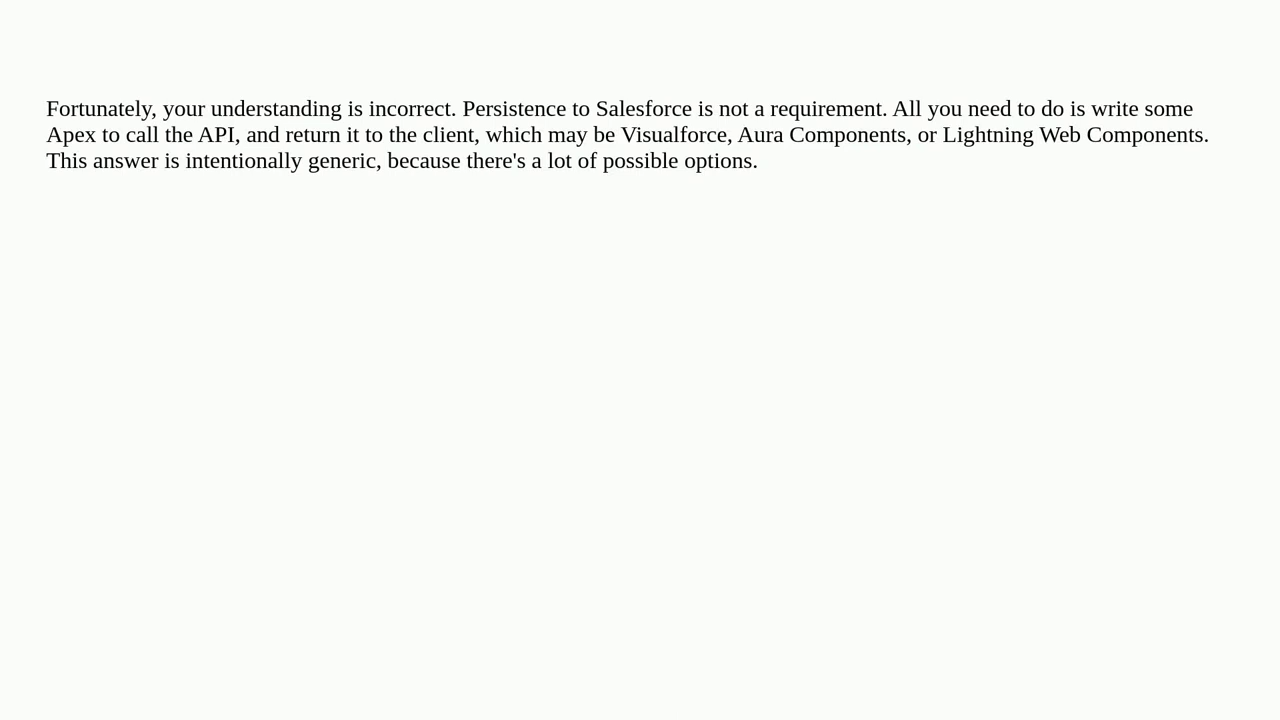 Fortunately, your understanding is incorrect. Persistence to Salesforce is not a requirement. All you need to do is write some
Apex to call the API, and return it to the client, which may be Visualforce, Aura Components, or Lightning Web Components.
This answer is intentionally generic, because there's a lot of possible options.